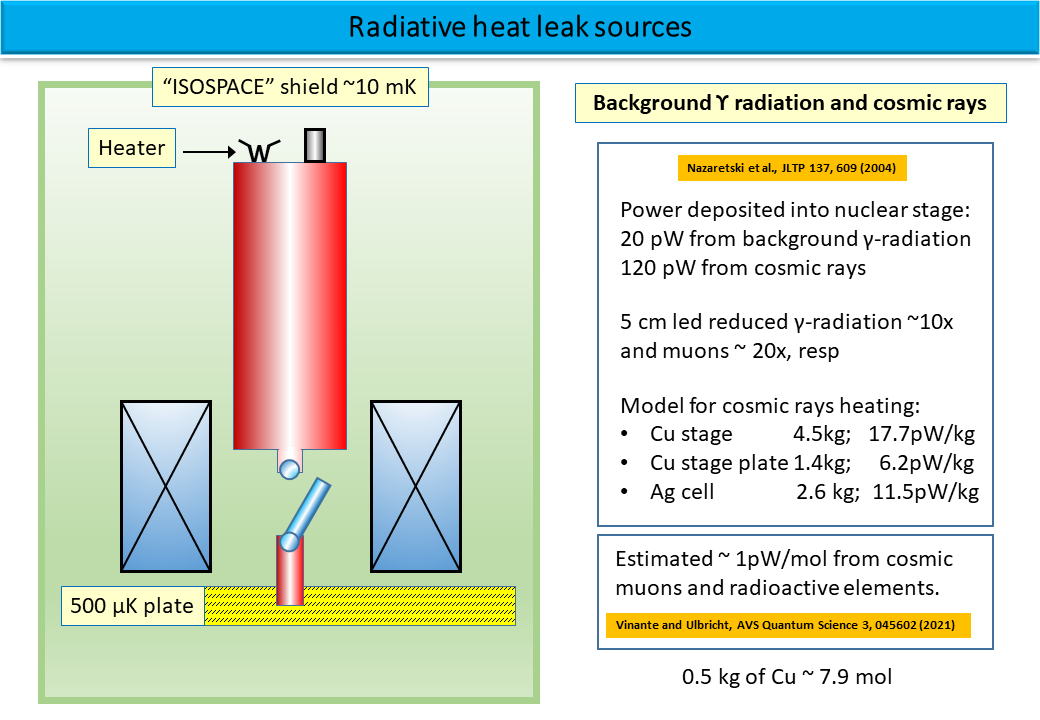 Radiative heat leak sources
“ISOSPACE” shield ~10 mK
Heater
500 µK plate
Background ϒ radiation and cosmic rays
Nazaretski et al., JLTP 137, 609 (2004)
Power deposited into nuclear stage:
20 pW from background γ-radiation
120 pW from cosmic rays
5 cm led reduced γ-radiation ~10x
and muons ~ 20x, resp
Model for cosmic rays heating:
• Cu stage 4.5kg; 17.7pW/kg
• Cu stage plate 1.4kg; 6.2pW/kg
• Ag cell 2.6 kg; 11.5pW/kg
Estimated ~ 1pW/mol from cosmic
muons and radioactive elements.
Vinante and Ulbricht, AVS Quantum Science 3, 045602 (2021)
0.5 kg of Cu ~ 7.9 mol